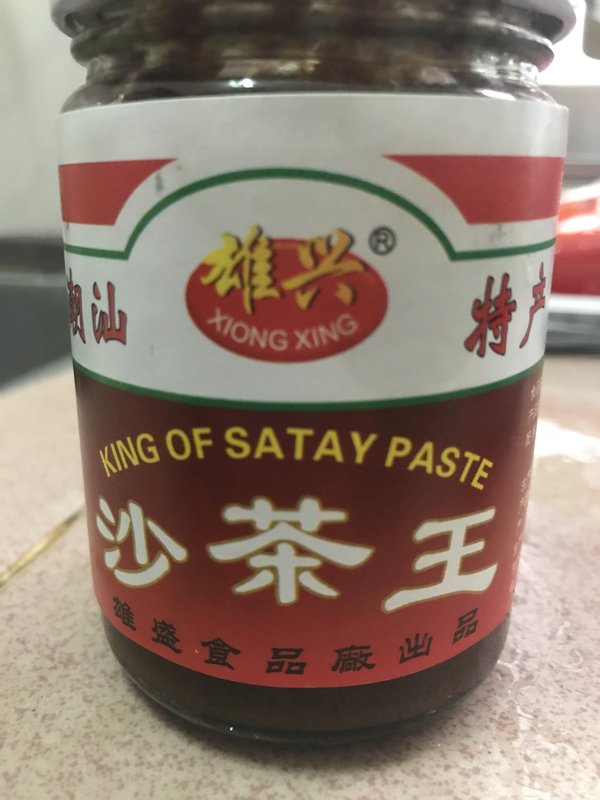 雄兴®
XIONG XING
潮汕
特产
KING OF SATAY PASTE
沙茶王
雄盛食品廠出品